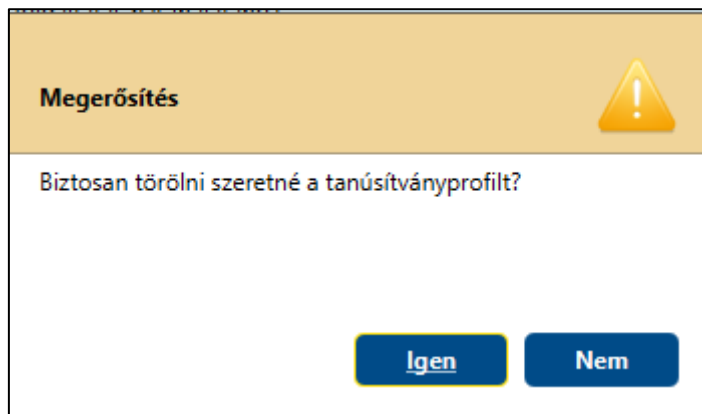 Megerősítés
Biztosan törölni szeretné a tanúsítványprofilt?
Igen
Nem